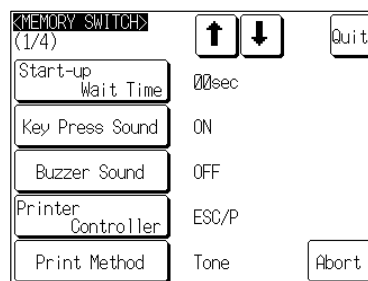 <MEMORY SWITCH>
(1/4)
Quit
Start-up
Wait Time
00sec
Key Press Sound
ON
Buzzer Sound
OFF
Printer
Controller
ESC/P
Print Method
Tone
Abort